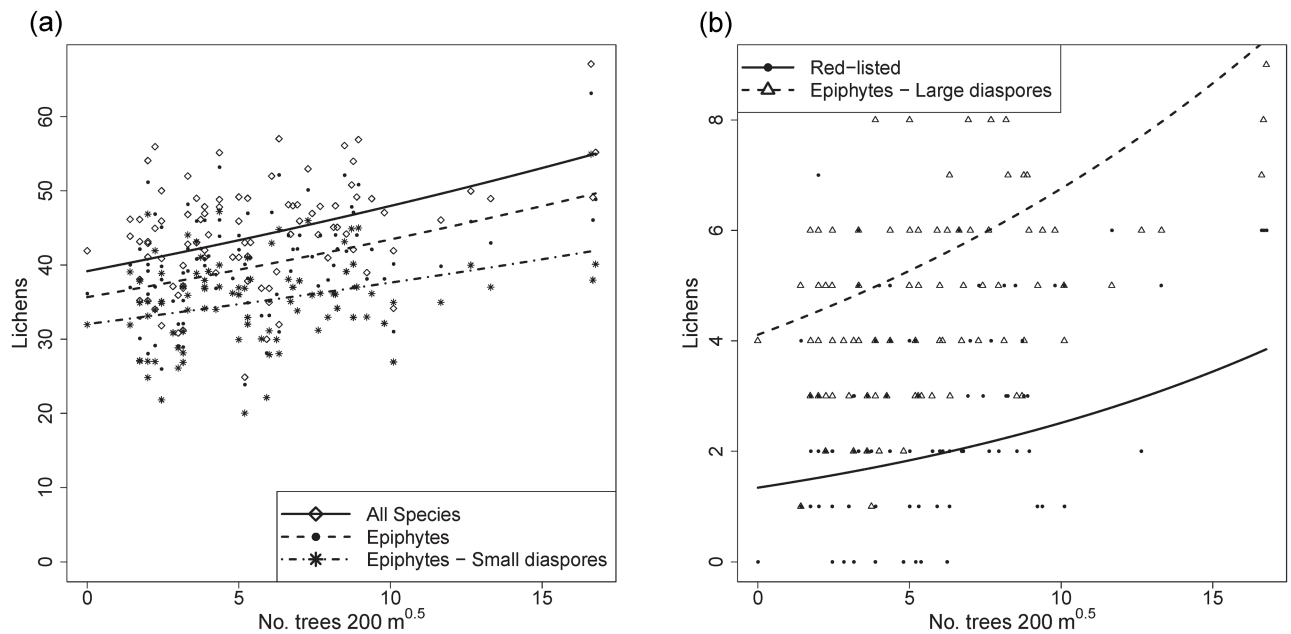 (a)
Lichens
60
50
40
30
20
10
0
All Species
Epiphytes
Epiphytes − Small diaspores
0 5 10 15
No. trees 200 m^0.5
(b)
Lichens
8
6
4
2
0
Red−listed
Epiphytes − Large diaspores
0 5 10 15
No. trees 200 m^0.5